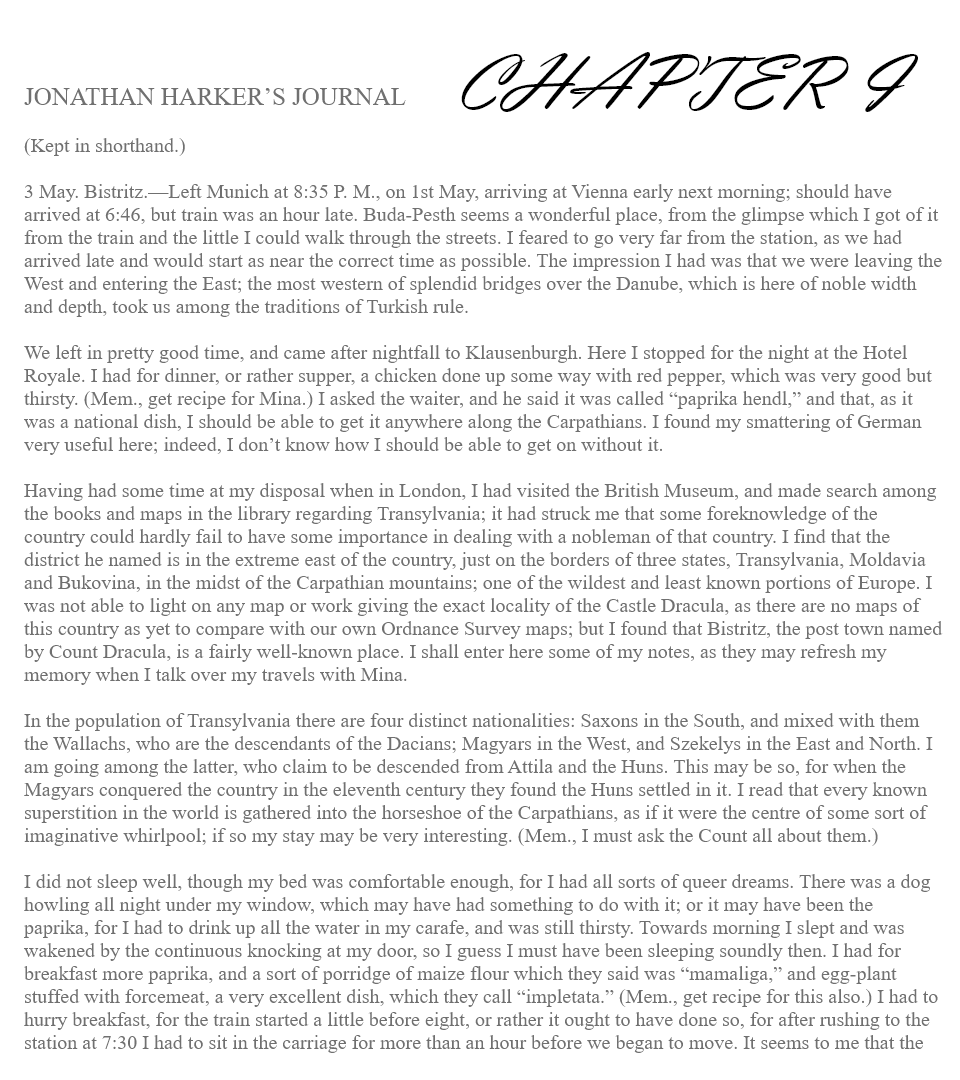 CHAPTER I
JONATHAN HARKER’S JOURNAL
(Kept in shorthand.)
3 May. Bistritz.—Left Munich at 8:35 P. M., on 1st May, arriving at Vienna early next morning; should have
arrived at 6:46, but train was an hour late. Buda-Pesth seems a wonderful place, from the glimpse which I got of it
from the train and the little I could walk through the streets. I feared to go very far from the station, as we had
arrived late and would start as near the correct time as possible. The impression I had was that we were leaving the
West and entering the East; the most western of splendid bridges over the Danube, which is here of noble width
and depth, took us among the traditions of Turkish rule.
We left in pretty good time, and came after nightfall to Klausenburgh. Here I stopped for the night at the Hotel
Royale. I had for dinner, or rather supper, a chicken done up some way with red pepper, which was very good but
thirsty. (Mem., get recipe for Mina.) I asked the waiter, and he said it was called “paprika hendl,” and that, as it
was a national dish, I should be able to get it anywhere along the Carpathians. I found my smattering of German
very useful here; indeed, I don’t know how I should be able to get on without it.
Having had some time at my disposal when in London, I had visited the British Museum, and made search among
the books and maps in the library regarding Transylvania; it had struck me that some foreknowledge of the
country could hardly fail to have some importance in dealing with a nobleman of that country. I find that the
district he named is in the extreme east of the country, just on the borders of three states, Transylvania, Moldavia
and Bukovina, in the midst of the Carpathian mountains; one of the wildest and least known portions of Europe. I
was not able to light on any map or work giving the exact locality of the Castle Dracula, as there are no maps of
this country as yet to compare with our own Ordnance Survey maps; but I found that Bistritz, the post town named
by Count Dracula, is a fairly well-known place. I shall enter here some of my notes, as they may refresh my
memory when I talk over my travels with Mina.
In the population of Transylvania there are four distinct nationalities: Saxons in the South, and mixed with them
the Wallachs, who are the descendants of the Dacians; Magyars in the West, and Szekelys in the East and North. I
am going among the latter, who claim to be descended from Attila and the Huns. This may be so, for when the
Magyars conquered the country in the eleventh century they found the Huns settled in it. I read that every known
superstition in the world is gathered into the horseshoe of the Carpathians, as if it were the centre of some sort of
imaginative whirlpool; if so my stay may be very interesting. (Mem., I must ask the Count all about them.)
I did not sleep well, though my bed was comfortable enough, for I had all sorts of queer dreams. There was a dog
howling all night under my window, which may have had something to do with it; or it may have been the
paprika, for I had to drink up all the water in my carafe, and was still thirsty. Towards morning I slept and was
wakened by the continuous knocking at my door, so I guess I must have been sleeping soundly then. I had for
breakfast more paprika, and a sort of porridge of maize flour which they said was “mamaliga,” and egg-plant
stuffed with forcemeat, a very excellent dish, which they call “impletata.” (Mem., get recipe for this also.) I had to
hurry breakfast, for the train started a little before eight, or rather it ought to have done so, for after rushing to the
station at 7:30 I had to sit in the carriage for more than an hour before we began to move. It seems to me that the